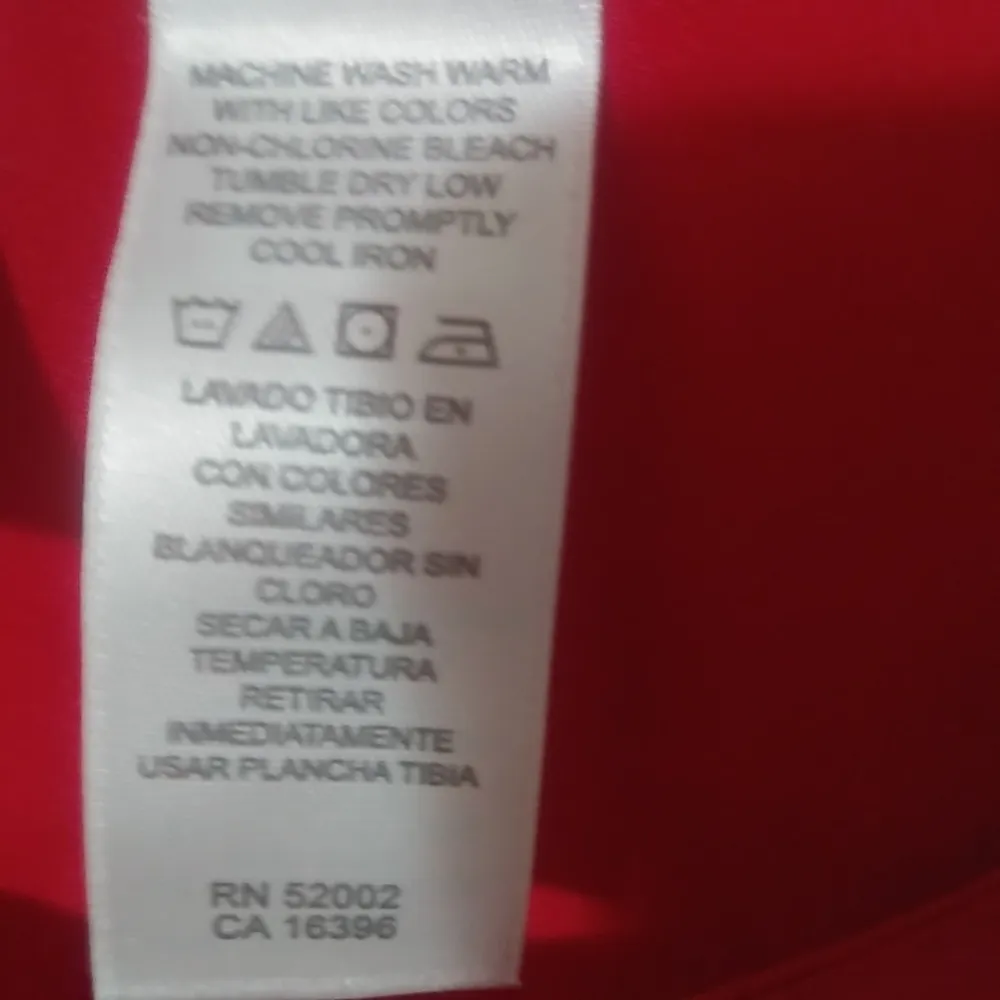 MACHINE WASH WARM
WITH LIKE COLORS
NON-CHLORINE BLEACH
TUMBLE DRY LOW
REMOVE PROMPTLY
COOL IRON
LAVADO TIBIO EN
LAVADORA
CON COLORES
SIMILARES
BLANQUEADOR SIN
CLORO
SECAR A BAJA
TEMPERATURA
RETIRAR
INMEDIATAMENTE
USAR PLANCHA TIBIA
RN 52002
CA 16396